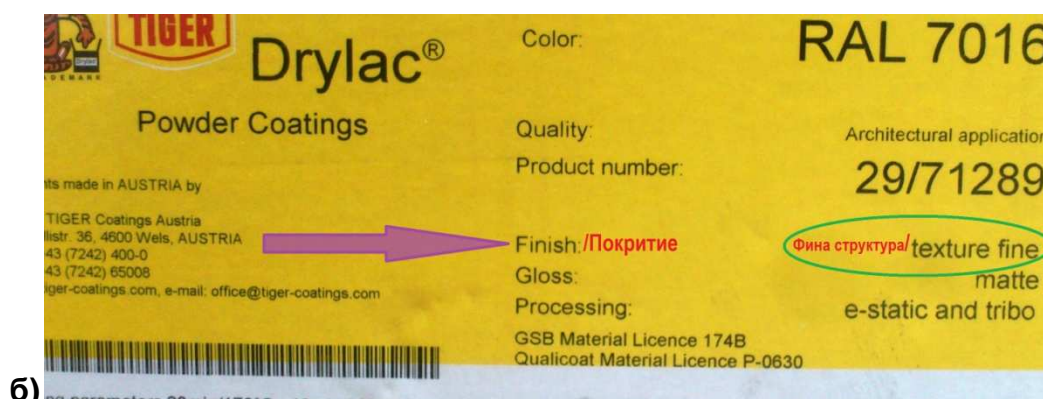 TIGER
Drylac®
TRADEMARK
Powder Coatings
made in AUSTRIA by
TIGER Coatings Austria
36, 4600 Wels, AUSTRIA
43 (7242) 400-0
43 (7242) 65008
iger-coatings.com, e-mail: office@tiger-coatings.com
Color: RAL 7016
Quality: Architectural application
Product number: 29/71289
Finish:/Покритие Фина структура/texture fine
Gloss: matte
Processing: e-static and tribo
GSB Material Licence 174B
Qualicoat Material Licence P-0630
б)